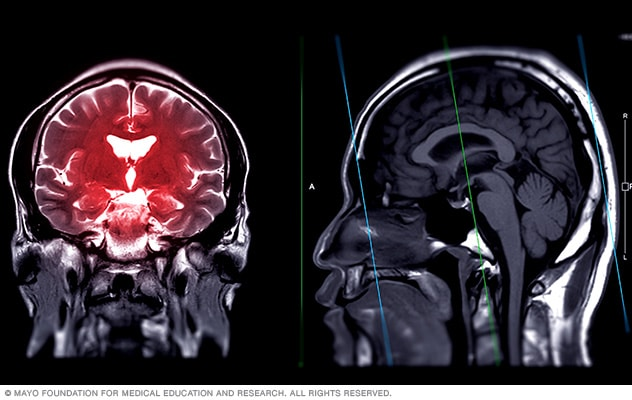 A
R
L
© MAYO FOUNDATION FOR MEDICAL EDUCATION AND RESEARCH. ALL RIGHTS RESERVED.